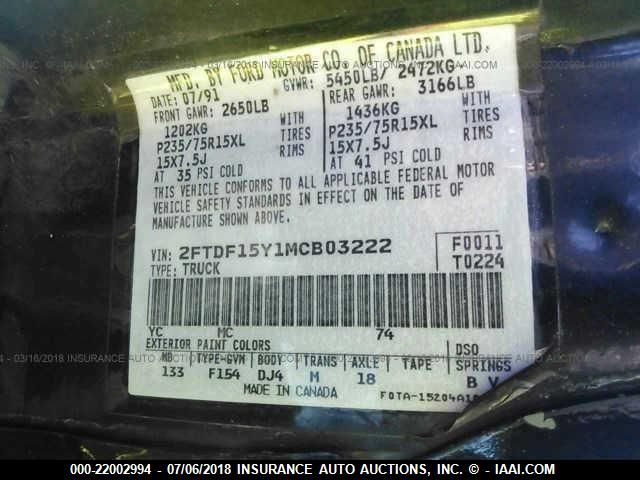 MFD. BY FORD MOTOR CO. OF CANADA LTD.
DATE: 07/91 GVWR: 5450LB/ 2472KG
FRONT GAWR: 2650LB REAR GAWR: 3166LB
1202KG WITH 1436KG WITH
P235/75R15XL TIRES P235/75R15XL TIRES
15X7.5J RIMS 15X7.5J RIMS
AT 35 PSI COLD AT 41 PSI COLD
THIS VEHICLE CONFORMS TO ALL APPLICABLE FEDERAL MOTOR
VEHICLE SAFETY STANDARDS IN EFFECT ON THE DATE OF
MANUFACTURE SHOWN ABOVE.
VIN: 2FTDF15Y1MCB03222 F0011
TYPE: TRUCK T0224
YC MC 74
EXTERIOR PAINT COLORS DSO
WB TYPE-GVM BODY TRANS AXLE TAPE SPRINGS
133 F154 DJ4 M 18 B V
MADE IN CANADA
000-22002994 - 07/06/2018 INSURANCE AUTO AUCTIONS, INC. - © IAAI.COM